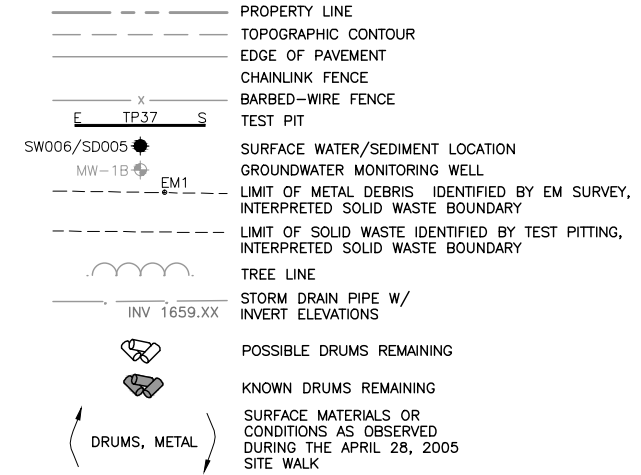 PROPERTY LINE
TOPOGRAPHIC CONTOUR
EDGE OF PAVEMENT
CHAINLINK FENCE
x BARBED-WIRE FENCE
E TP37 S TEST PIT
SW006/SD005 SURFACE WATER/SEDIMENT LOCATION
MW-1B GROUNDWATER MONITORING WELL
EM1 LIMIT OF METAL DEBRIS IDENTIFIED BY EM SURVEY,
INTERPRETED SOLID WASTE BOUNDARY
LIMIT OF SOLID WASTE IDENTIFIED BY TEST PITTING,
INTERPRETED SOLID WASTE BOUNDARY
TREE LINE
STORM DRAIN PIPE W/
INV 1659.XX INVERT ELEVATIONS
POSSIBLE DRUMS REMAINING
KNOWN DRUMS REMAINING
DRUMS, METAL
SURFACE MATERIALS OR
CONDITIONS AS OBSERVED
DURING THE APRIL 28, 2005
SITE WALK